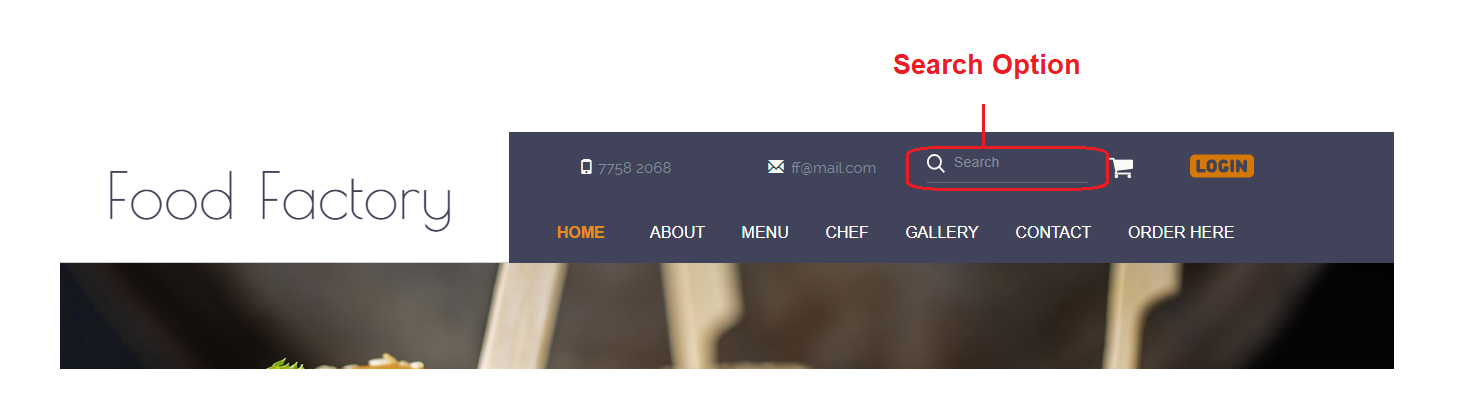 Search Option
Food Factory
7758 2068 ff@mail.com Search LOGIN
HOME ABOUT MENU CHEF GALLERY CONTACT ORDER HERE